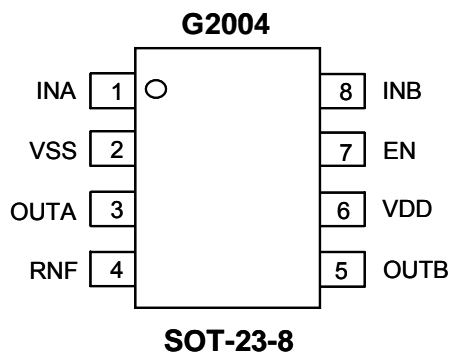 G2004
INA 1 8 INB
VSS 2 7 EN
OUTA 3 6 VDD
RNF 4 5 OUTB
SOT-23-8